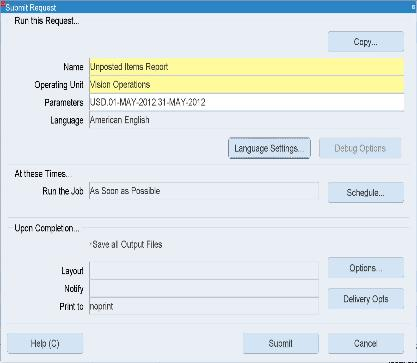 Submit Request
Run this Request...
Copy...
Name Unposted Items Report
Operating Unit Vision Operations
Parameters USD.01-MAY-2012.31-MAY-2012
Language American English
Language Settings... Debug Options
At these Times...
Run the Job As Soon as Possible Schedule...
Upon Completion...
Save all Output Files
Layout Options...
Notify
Print to noprint Delivery Opts
Help (C) Submit Cancel